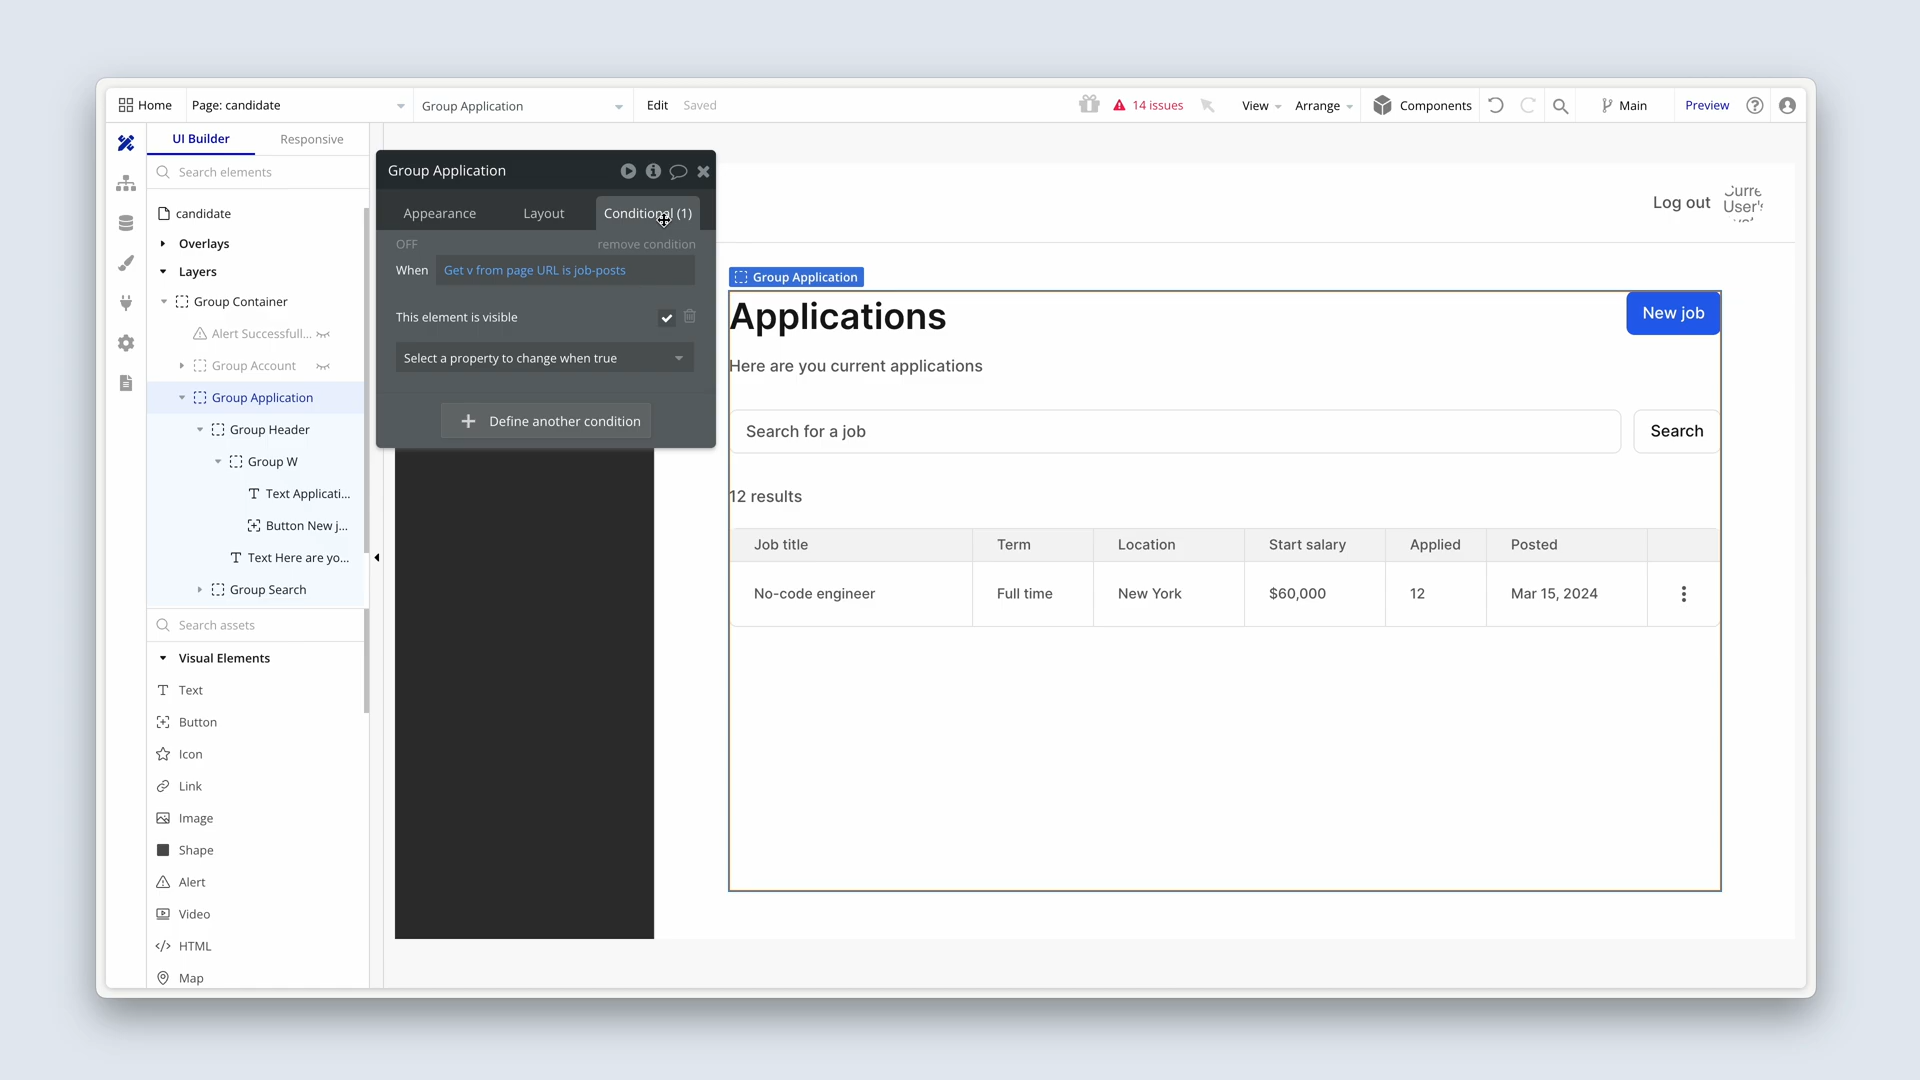 Home
Page: candidate
Group Application
Edit
Saved
14 issues
View
Arrange
Components
Main
Preview
UI Builder
Responsive
Search elements
candidate
Overlays
Layers
Group Container
Alert Successfull...
Group Account
Group Application
Group Header
Group W
Text Applicati...
Button New j...
Text Here are yo...
Group Search
Search assets
Visual Elements
Text
Button
Icon
Link
Image
Shape
Alert
Video
HTML
Map
Group Application
Appearance
Layout
Conditional (1)
OFF
remove condition
When
Get v from page URL is job-posts
This element is visible
Select a property to change when true
Define another condition
Log out
User's
Group Application
Applications
New job
Here are you current applications
Search for a job
Search
12 results
Job title
Term
Location
Start salary
Applied
Posted
No-code engineer
Full time
New York
$60,000
12
Mar 15, 2024